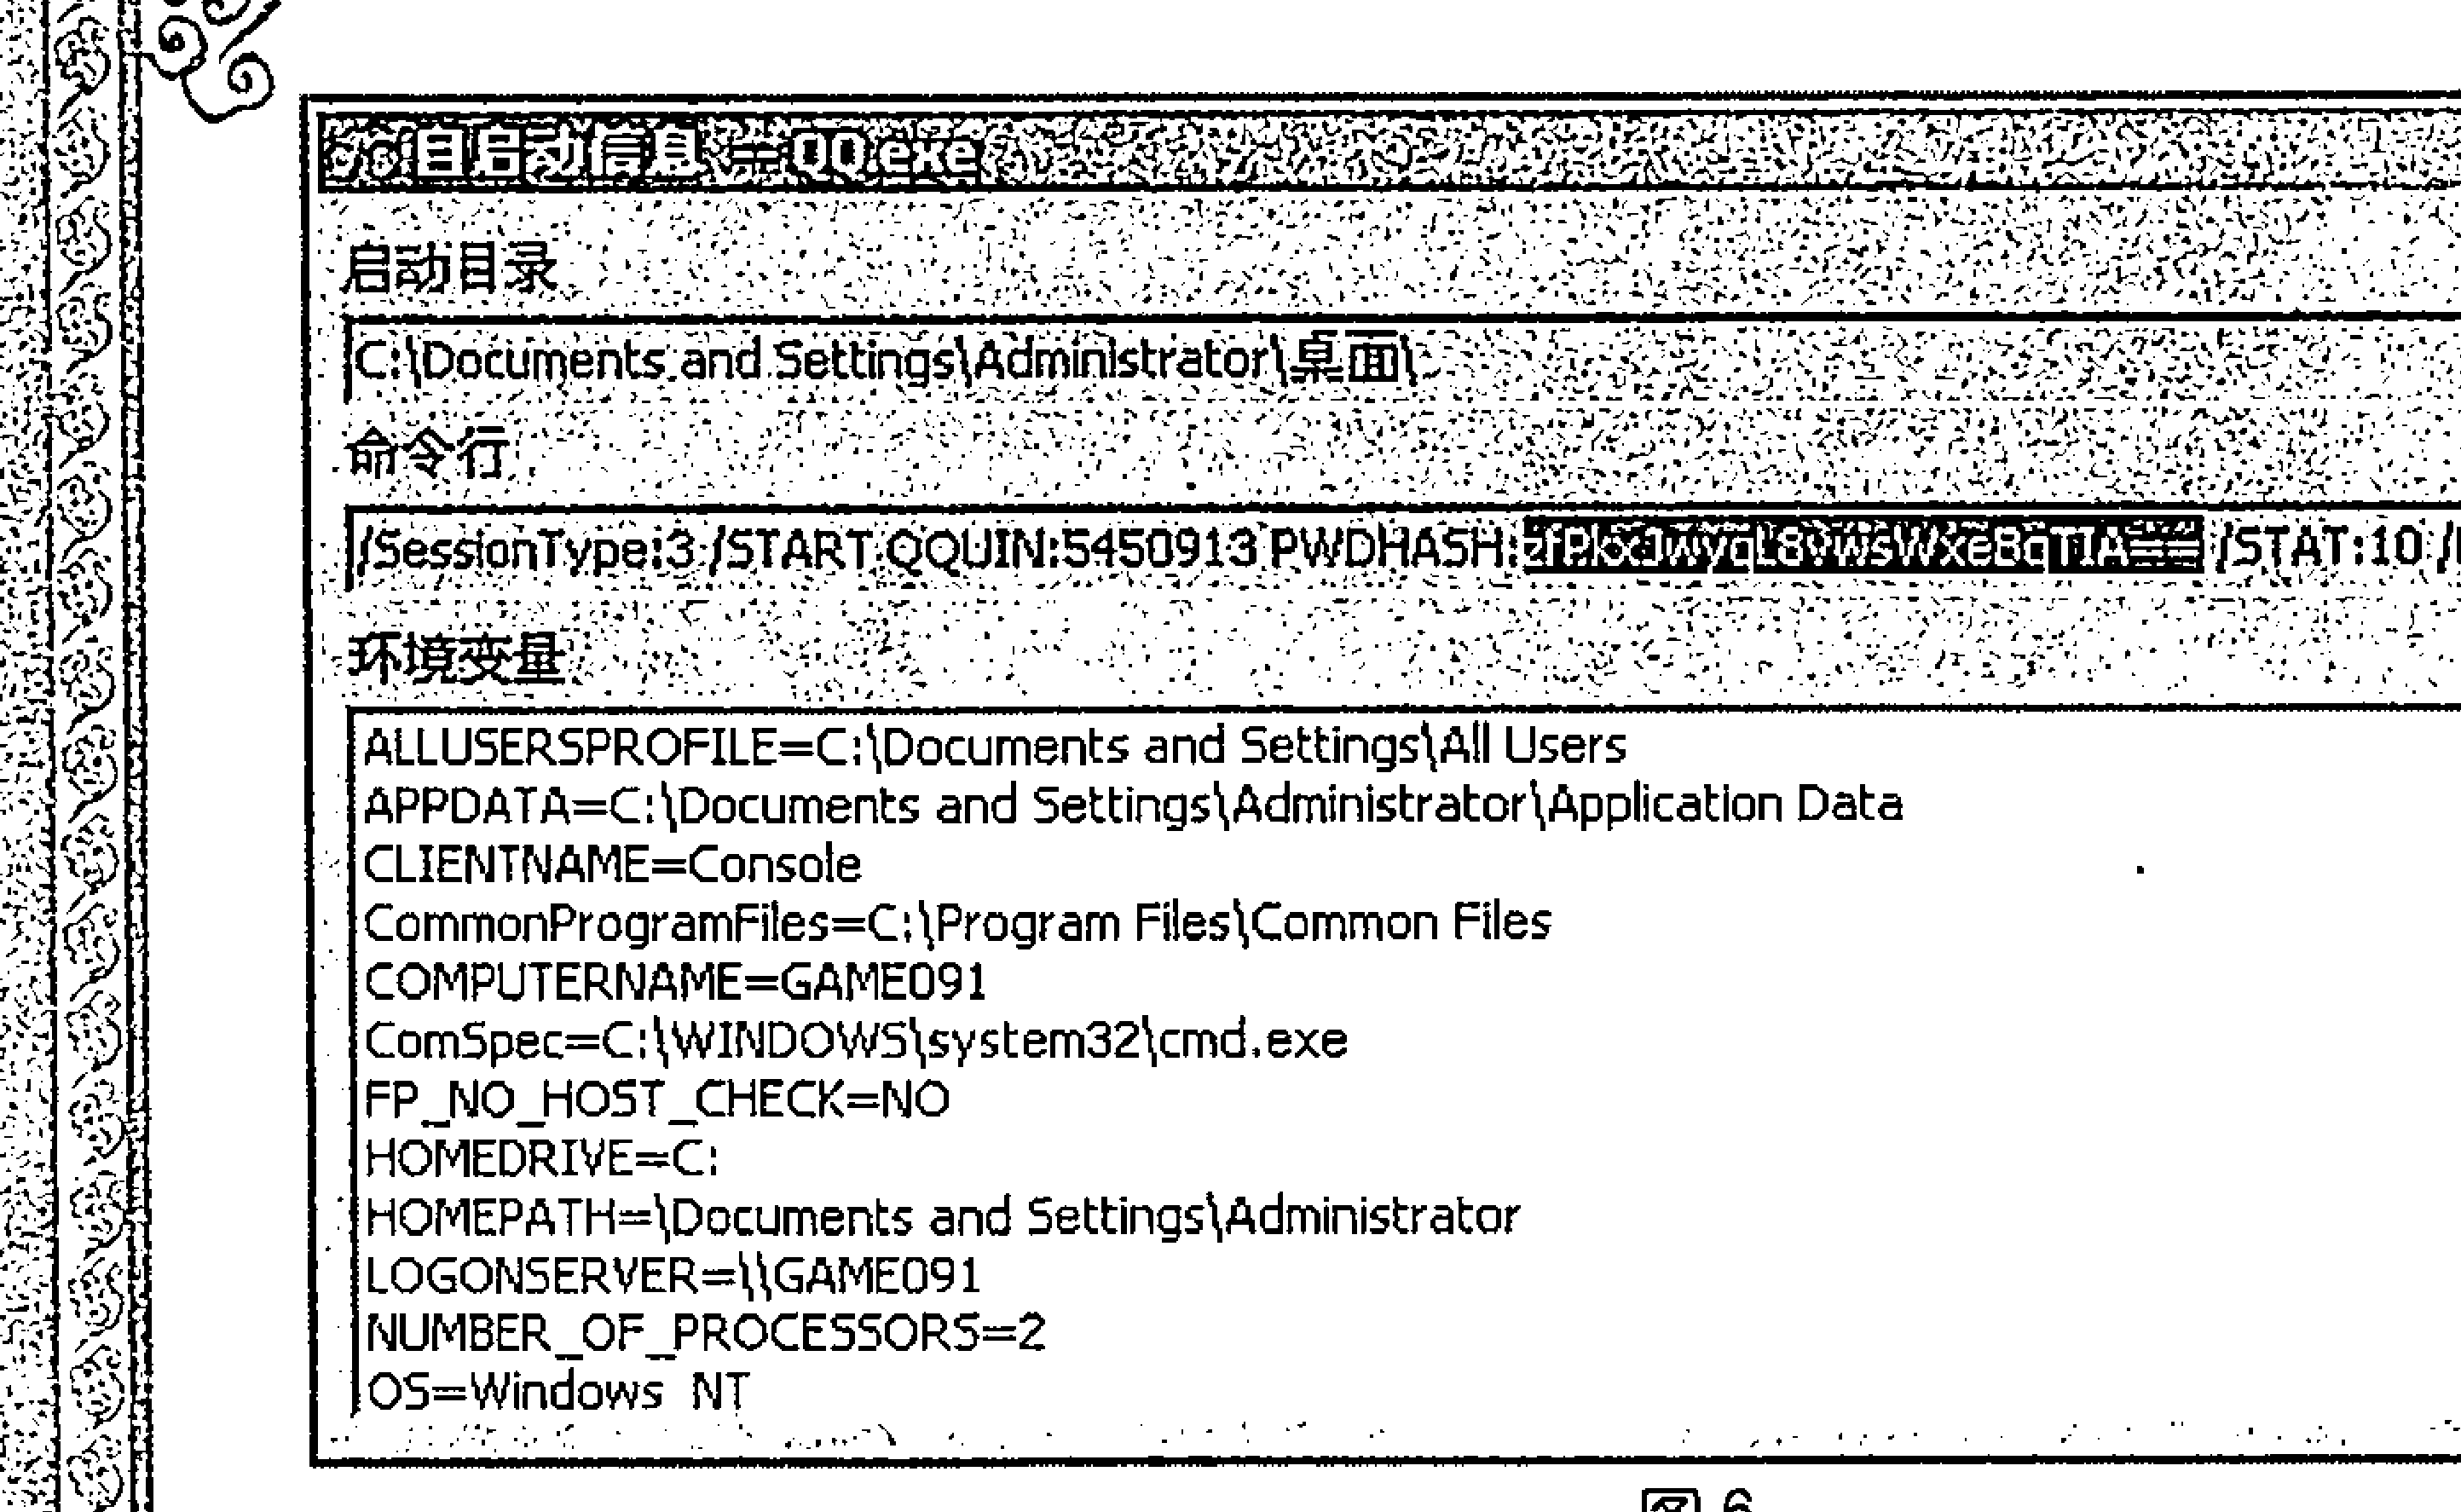 自启动信息 - QQ.exe
启动目录
C:\Documents and Settings\Administrator\桌面\
命令行
/SessionType:3 /START QQUIN:5450913 PWDHASH: /STAT:10
环境变量
ALLUSERSPROFILE=C:\Documents and Settings\All Users
APPDATA=C:\Documents and Settings\Administrator\Application Data
CLIENTNAME=Console
CommonProgramFiles=C:\Program Files\Common Files
COMPUTERNAME=GAME091
ComSpec=C:\WINDOWS\system32\cmd.exe
FP_NO_HOST_CHECK=NO
HOMEDRIVE=C:
HOMEPATH=\Documents and Settings\Administrator
LOGONSERVER=\\GAME091
NUMBER_OF_PROCESSORS=2
OS=Windows_NT
图 6